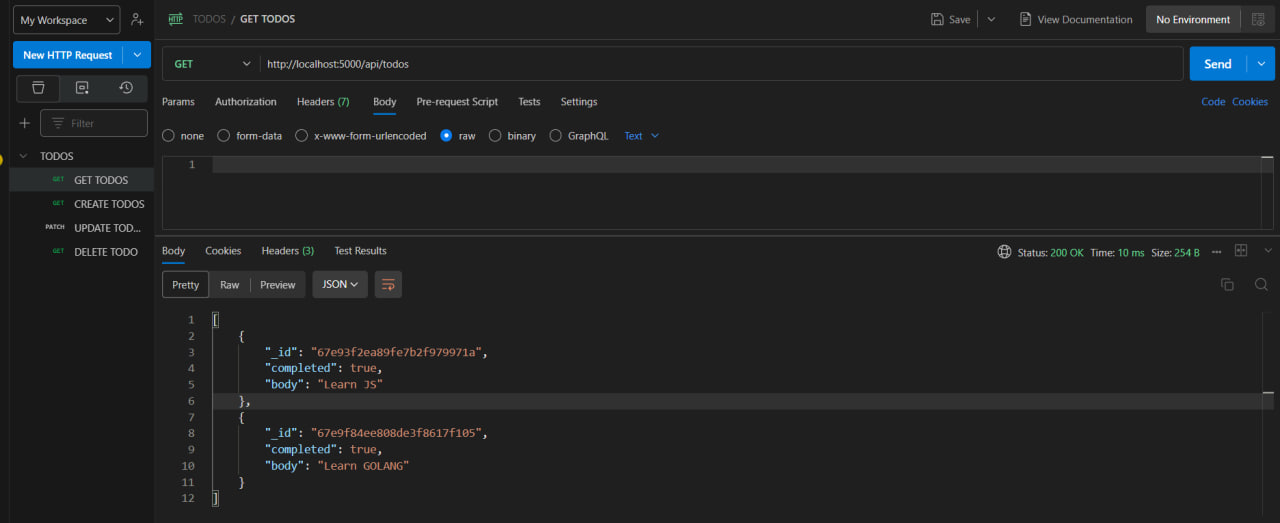 My Workspace
New HTTP Request
Filter
TODOS
GET GET TODOS
GET CREATE TODOS
PATCH UPDATE TOD...
GET DELETE TODO
HTTP TODOS / GET TODOS
Save
View Documentation
No Environment
GET http://localhost:5000/api/todos
Send
Params Authorization Headers (7) Body Pre-request Script Tests Settings
Code Cookies
none form-data x-www-form-urlencoded raw binary GraphQL Text
1
Body Cookies Headers (3) Test Results
Status: 200 OK Time: 10 ms Size: 254 B
Pretty Raw Preview JSON
1 [
2 {
3 "_id": "67e93f2ea89fe7b2f979971a",
4 "completed": true,
5 "body": "Learn JS"
6 },
7 {
8 "_id": "67e9f84ee808de3f8617f105",
9 "completed": true,
10 "body": "Learn GOLANG"
11 }
12 ]